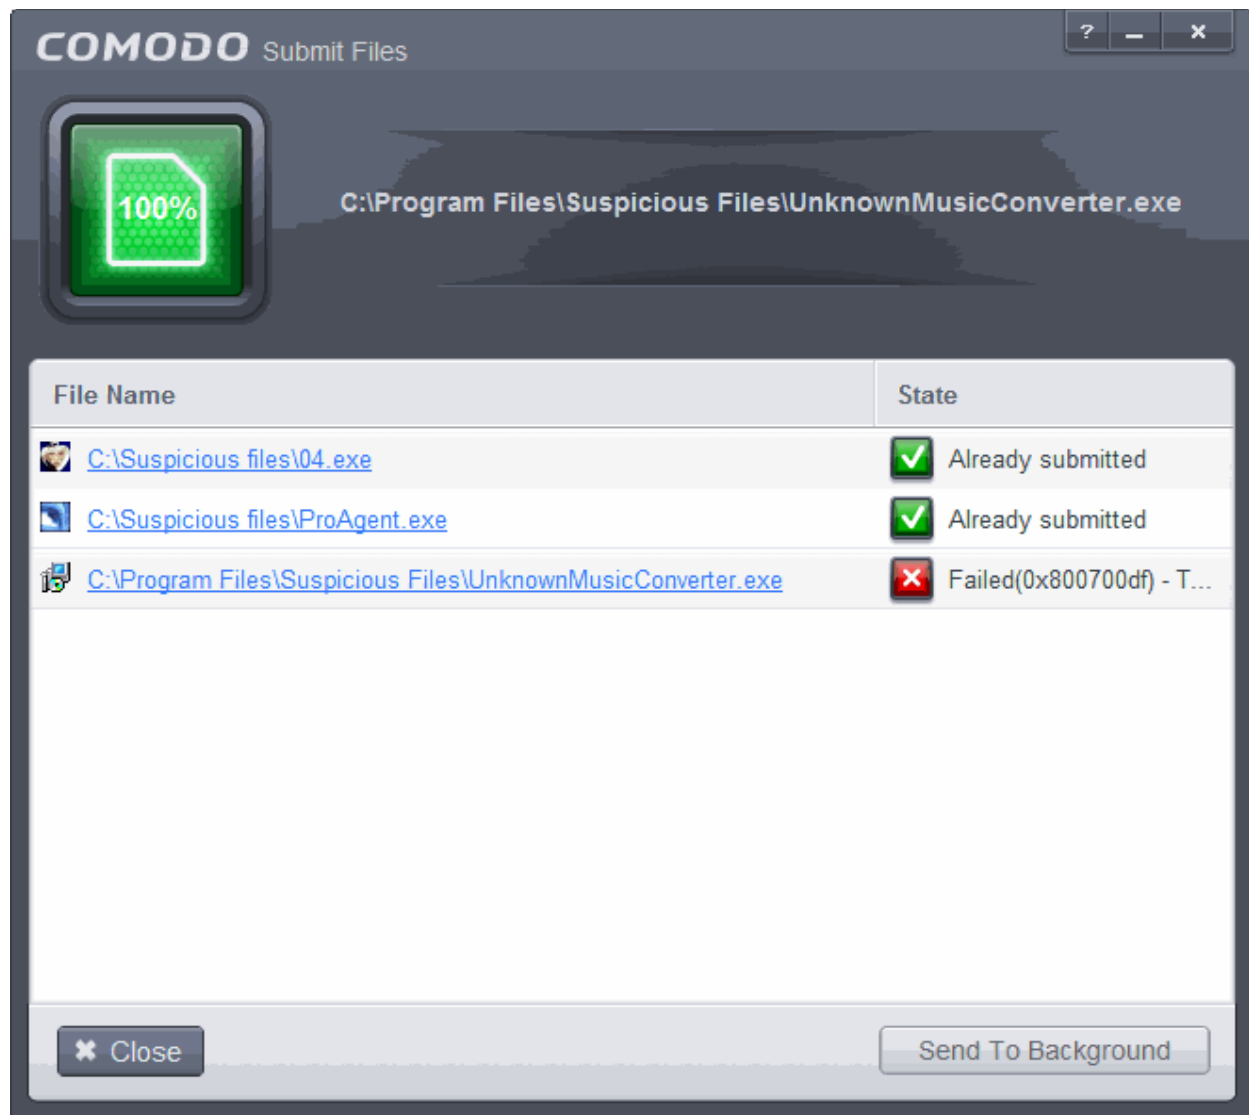 COMODO Submit Files
?
100%
C:\Program Files\Suspicious Files\UnknownMusicConverter.exe
File Name State
C:\Suspicious files\04.exe Already submitted
C:\Suspicious files\ProAgent.exe Already submitted
C:\Program Files\Suspicious Files\UnknownMusicConverter.exe Failed(0x800700df) - T...
Close Send To Background